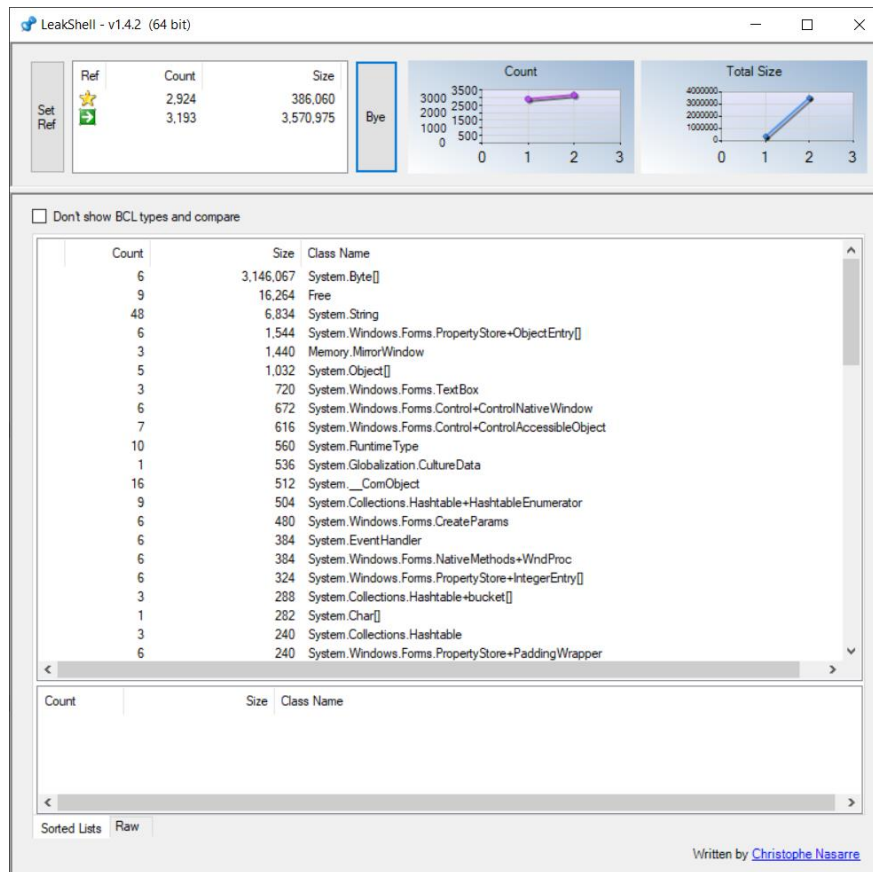 LeakShell - v1.4.2 (64 bit)
Set Ref
Ref Count Size
2,924 386,060
3,193 3,570,975
Bye
Count
3500
3000
2500
2000
1500
1000
500
0
0 1 2 3
Total Size
4000000
3000000
2000000
1000000
0
0 1 2 3
Don't show BCL types and compare
Count Size Class Name
6 3,146,067 System.Byte[]
9 16,264 Free
48 6,834 System.String
6 1,544 System.Windows.Forms.PropertyStore+ObjectEntry[]
3 1,440 Memory.MirrorWindow
5 1,032 System.Object[]
3 720 System.Windows.Forms.TextBox
6 672 System.Windows.Forms.Control+ControlNativeWindow
7 616 System.Windows.Forms.Control+ControlAccessibleObject
10 560 System.RuntimeType
1 536 System.Globalization.CultureData
16 512 System.__ComObject
9 504 System.Collections.Hashtable+HashtableEnumerator
6 480 System.Windows.Forms.CreateParams
6 384 System.EventHandler
6 384 System.Windows.Forms.NativeMethods+WndProc
6 324 System.Windows.Forms.PropertyStore+IntegerEntry[]
3 288 System.Collections.Hashtable+bucket[]
1 282 System.Char[]
3 240 System.Collections.Hashtable
6 240 System.Windows.Forms.PropertyStore+PaddingWrapper
Count Size Class Name
Sorted Lists Raw
Written by Christophe Nasarre